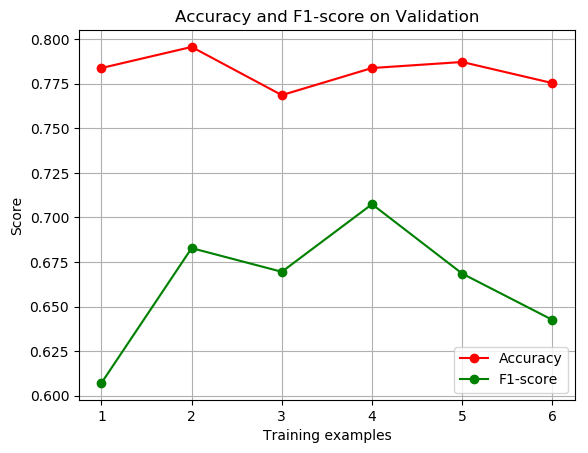 Accuracy and F1-score on Validation
0.800
0.775
0.750
0.725
0.700
0.675
0.650
0.625
0.600
Score
1 2 3 4 5 6
Training examples
Accuracy
F1-score